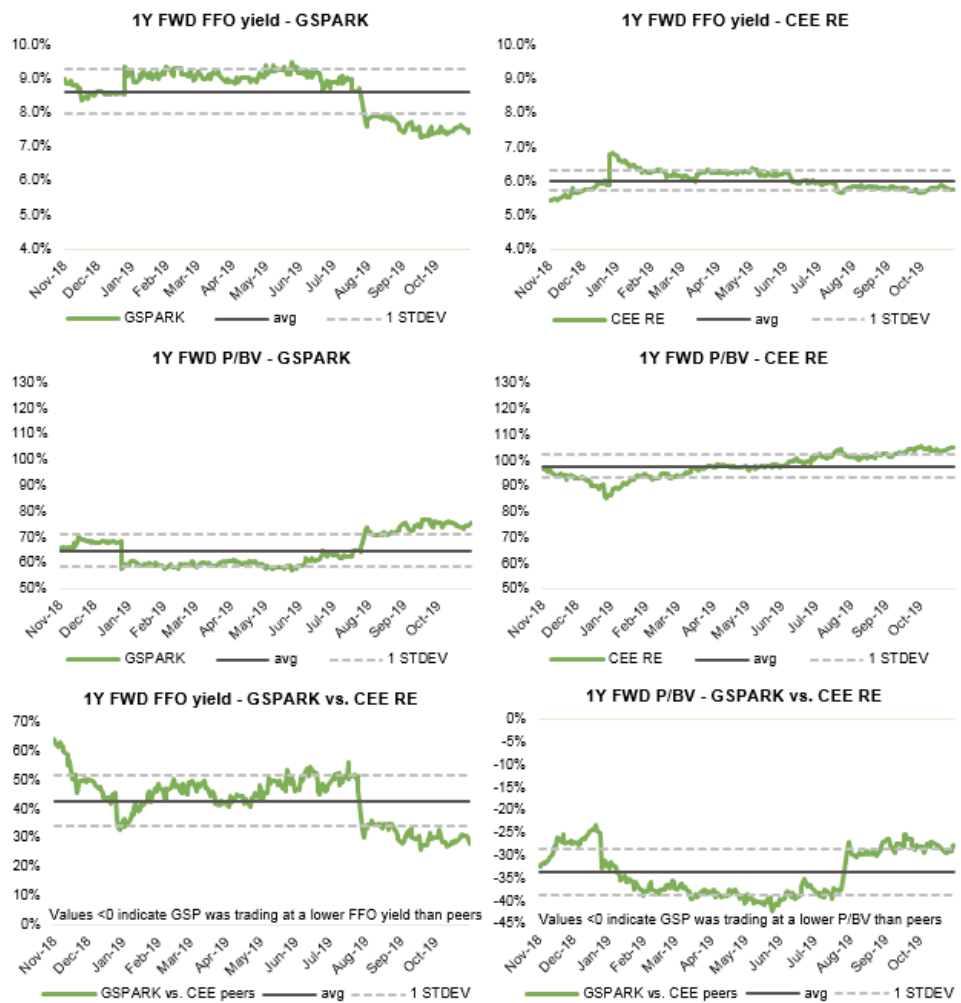 1Y FWD FFO yield - GSPARK
10.0%
9.0%
8.0%
7.0%
6.0%
5.0%
4.0%
Nov-18 Dec-18 Jan-19 Feb-19 Mar-19 Apr-19 May-19 Jun-19 Jul-19 Aug-19 Sep-19 Oct-19
GSPARK avg 1 STDEV
1Y FWD FFO yield - CEE RE
10.0%
9.0%
8.0%
7.0%
6.0%
5.0%
4.0%
Nov-18 Dec-18 Jan-19 Feb-19 Mar-19 Apr-19 May-19 Jun-19 Jul-19 Aug-19 Sep-19 Oct-19
CEE RE avg 1 STDEV
1Y FWD P/BV - GSPARK
130%
120%
110%
100%
90%
80%
70%
60%
50%
Nov-18 Dec-18 Jan-19 Feb-19 Mar-19 Apr-19 May-19 Jun-19 Jul-19 Aug-19 Sep-19 Oct-19
GSPARK avg 1 STDEV
1Y FWD P/BV - CEE RE
130%
120%
110%
100%
90%
80%
70%
60%
50%
Nov-18 Dec-18 Jan-19 Feb-19 Mar-19 Apr-19 May-19 Jun-19 Jul-19 Aug-19 Sep-19 Oct-19
CEE RE avg 1 STDEV
1Y FWD FFO yield - GSPARK vs. CEE RE
70%
60%
50%
40%
30%
20%
10%
0%
Values <0 indicate GSP was trading at a lower FFO yield than peers
Nov-18 Dec-18 Jan-19 Feb-19 Mar-19 Apr-19 May-19 Jun-19 Jul-19 Aug-19 Sep-19 Oct-19
GSPARK vs. CEE peers avg 1 STDEV
1Y FWD P/BV - GSPARK vs. CEE RE
0%
-5%
-10%
-15%
-20%
-25%
-30%
-35%
-40%
-45%
Values <0 indicate GSP was trading at a lower P/BV than peers
Nov-18 Dec-18 Jan-19 Feb-19 Mar-19 Apr-19 May-19 Jun-19 Jul-19 Aug-19 Sep-19 Oct-19
GSPARK vs. CEE peers avg 1 STDEV